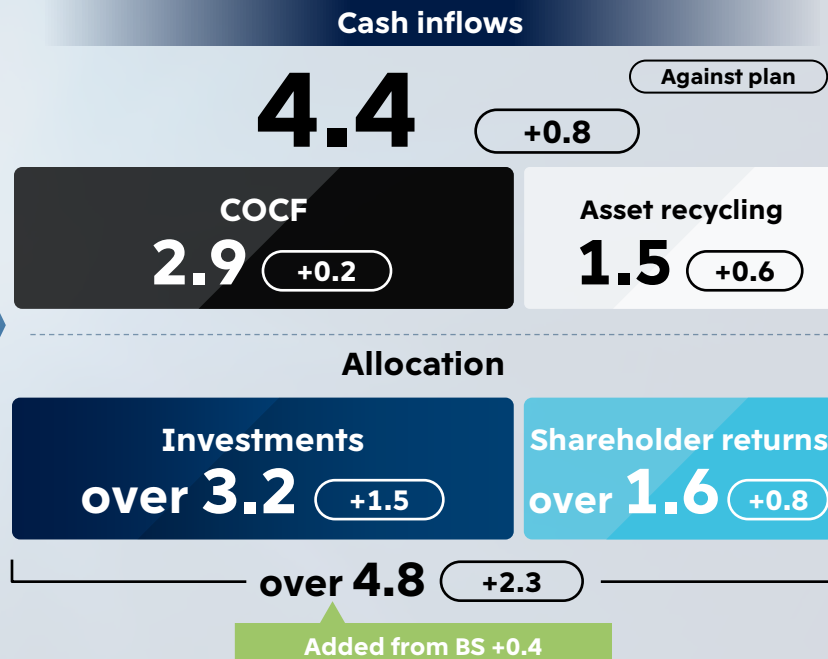 Cash inflows
Against plan
4.4 +0.8
COCF
2.9 +0.2
Asset recycling
1.5 +0.6
Allocation
Investments
over 3.2 +1.5
Shareholder returns
over 1.6 +0.8
over 4.8 +2.3
Added from BS +0.4